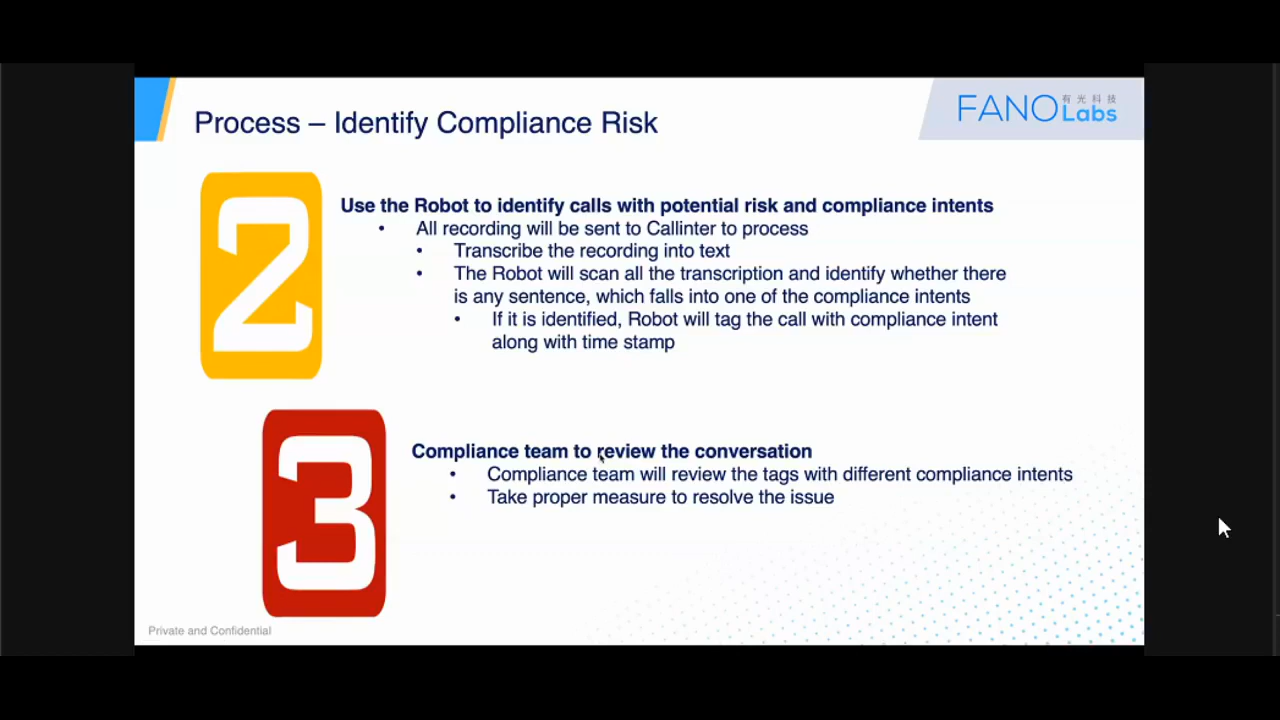 Process – Identify Compliance Risk
FANO 有光科技
Labs
2
Use the Robot to identify calls with potential risk and compliance intents
• All recording will be sent to Callinter to process
• Transcribe the recording into text
• The Robot will scan all the transcription and identify whether there
is any sentence, which falls into one of the compliance intents
• If it is identified, Robot will tag the call with compliance intent
along with time stamp
3
Compliance team to review the conversation
• Compliance team will review the tags with different compliance intents
• Take proper measure to resolve the issue
Private and Confidential